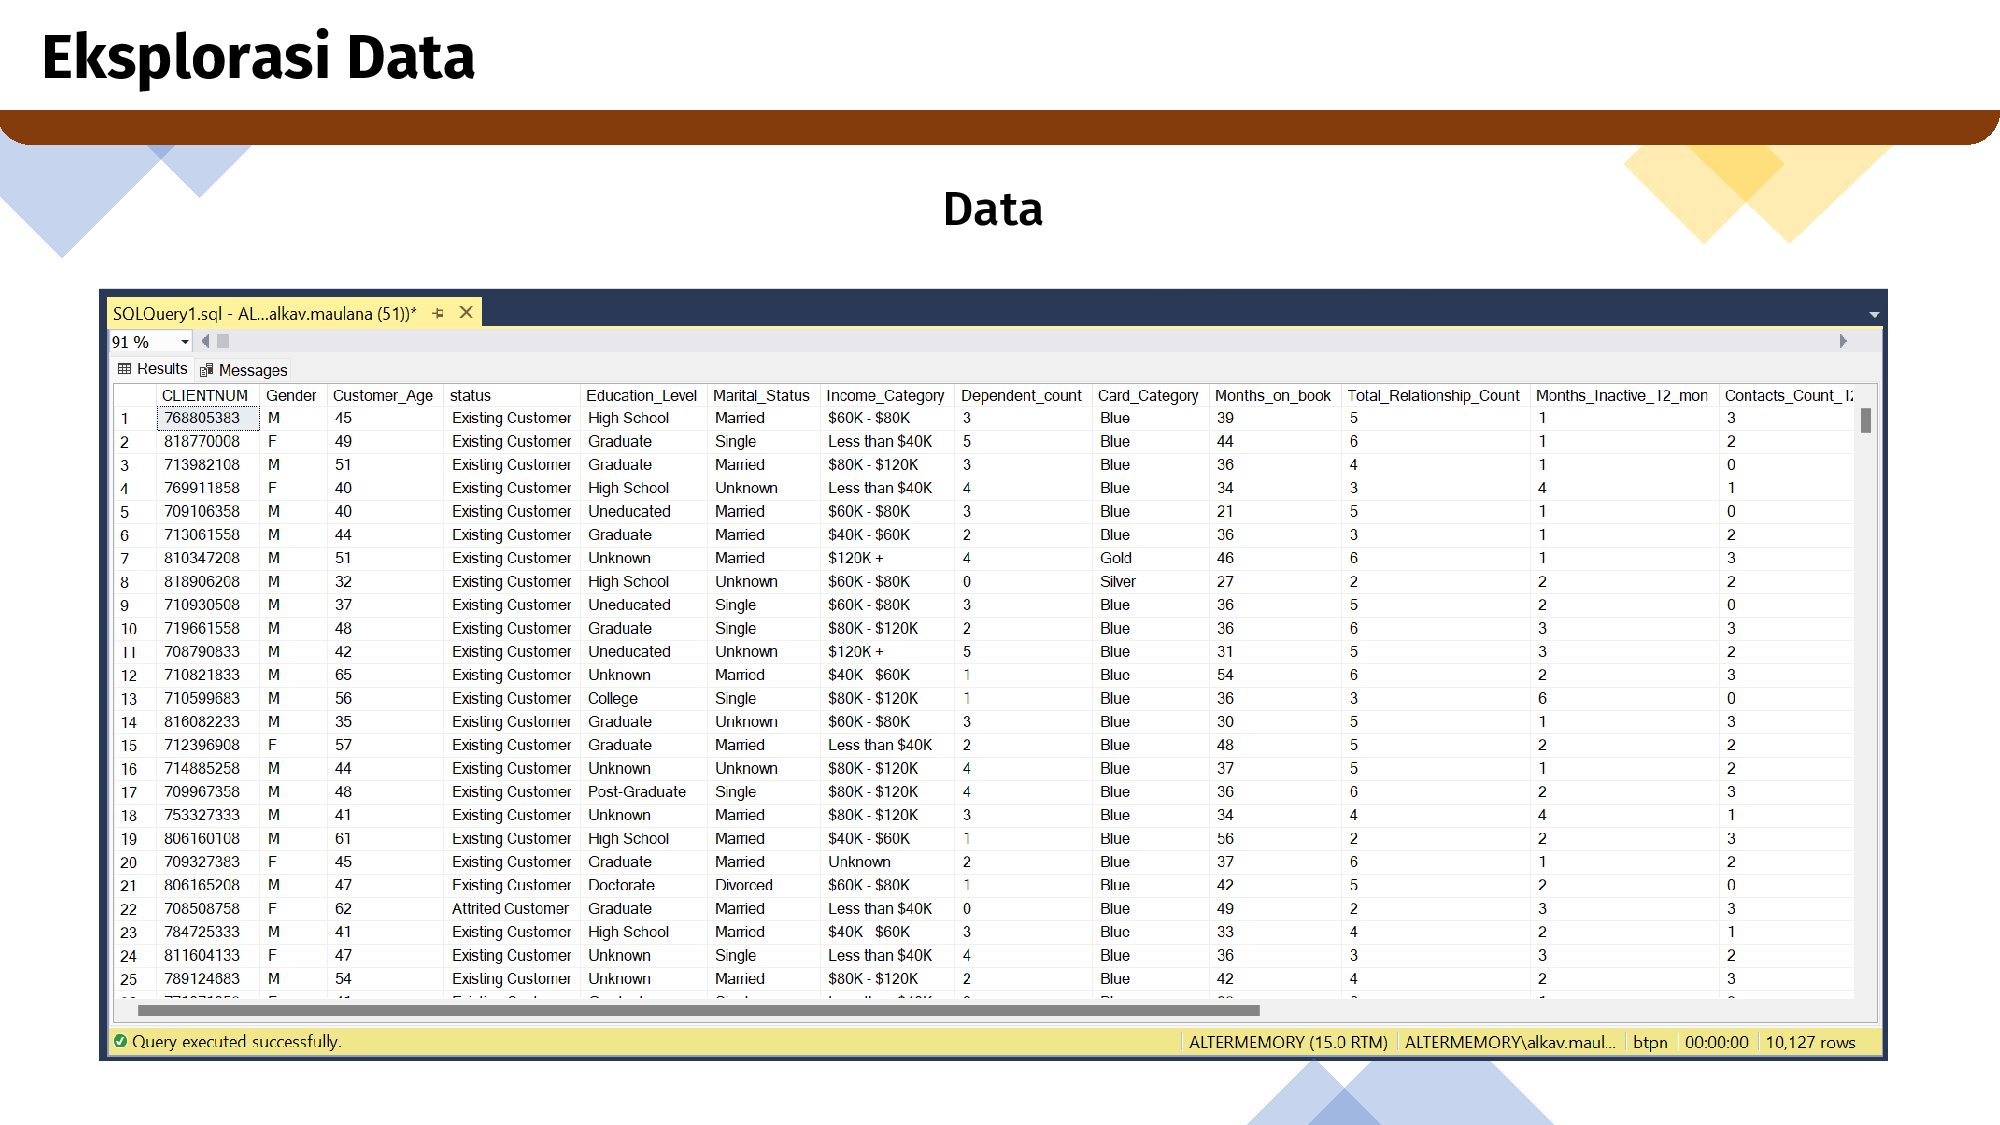 Eksplorasi Data
Data
SQLQuery1.sql - AL...alkav.maulana (51))*
91 %
Results Messages
CLIENTNUM Gender Customer_Age status Education_Level Marital_Status Income_Category Dependent_count Card_Category Months_on_book Total_Relationship_Count Months_Inactive_12_mon Contacts_Count_12
1 768805383 M 45 Existing Customer High School Married $60K - $80K 3 Blue 39 5 1 3
2 818770008 F 49 Existing Customer Graduate Single Less than $40K 5 Blue 44 6 1 2
3 713982108 M 51 Existing Customer Graduate Married $80K - $120K 3 Blue 36 4 1 0
4 769911858 F 40 Existing Customer High School Unknown Less than $40K 4 Blue 34 3 4 1
5 709106358 M 40 Existing Customer Uneducated Married $60K - $80K 3 Blue 21 5 1 0
6 713061558 M 44 Existing Customer Graduate Married $40K - $60K 2 Blue 36 3 1 2
7 810347208 M 51 Existing Customer Unknown Married $120K + 4 Gold 46 6 1 3
8 818906208 M 32 Existing Customer High School Unknown $60K - $80K 0 Silver 27 2 2 2
9 710930508 M 37 Existing Customer Uneducated Single $60K - $80K 3 Blue 36 5 2 0
10 719661558 M 48 Existing Customer Graduate Single $80K - $120K 2 Blue 36 6 3 3
11 708790833 M 42 Existing Customer Uneducated Unknown $120K + 5 Blue 31 5 3 2
12 710821833 M 65 Existing Customer Unknown Married $40K - $60K 1 Blue 54 6 2 3
13 710599683 M 56 Existing Customer College Single $80K - $120K 1 Blue 36 3 6 0
14 816082233 M 35 Existing Customer Graduate Unknown $60K - $80K 3 Blue 30 5 1 3
15 712396908 F 57 Existing Customer Graduate Married Less than $40K 2 Blue 48 5 2 2
16 714885258 M 44 Existing Customer Unknown Unknown $80K - $120K 4 Blue 37 5 1 2
17 709967358 M 48 Existing Customer Post-Graduate Single $80K - $120K 4 Blue 36 6 2 3
18 753327333 M 41 Existing Customer Unknown Married $80K - $120K 3 Blue 34 4 4 1
19 806160108 M 61 Existing Customer High School Married $40K - $60K 1 Blue 56 2 2 3
20 709327383 F 45 Existing Customer Graduate Married Unknown 2 Blue 37 6 1 2
21 806165208 M 47 Existing Customer Doctorate Divorced $60K - $80K 1 Blue 42 5 2 0
22 708508758 F 62 Attrited Customer Graduate Married Less than $40K 0 Blue 49 2 3 3
23 784725333 M 41 Existing Customer High School Married $40K - $60K 3 Blue 33 4 2 1
24 811604133 F 47 Existing Customer Unknown Single Less than $40K 4 Blue 36 3 3 2
25 789124683 M 54 Existing Customer Unknown Married $80K - $120K 2 Blue 42 4 2 3
Query executed successfully. ALTERMEMORY (15.0 RTM) ALTERMEMORY\alkav.maul... btpn 00:00:00 10,127 rows